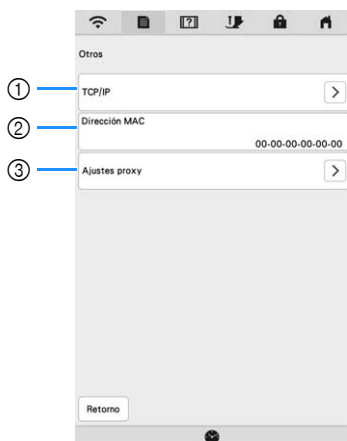 Otros
① TCP/IP
② Dirección MAC
00-00-00-00-00-00
③ Ajustes proxy
Retorno